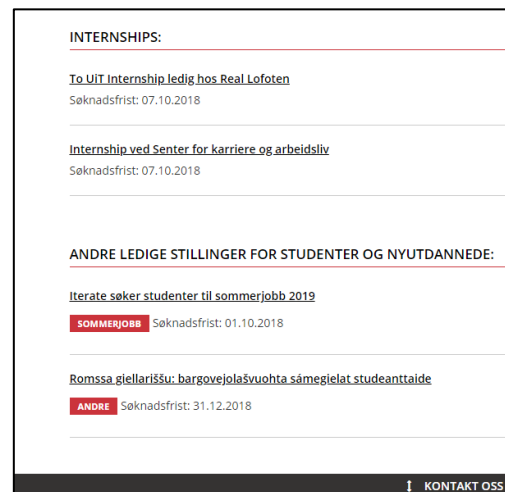 INTERNSHIPS:
To UiT Internship ledig hos Real Lofoten
Søknadsfrist: 07.10.2018
Internship ved Senter for karriere og arbeidsliv
Søknadsfrist: 07.10.2018
ANDRE LEDIGE STILLINGER FOR STUDENTER OG NYUTDANNEDE:
Iterate søker studenter til sommerjobb 2019
SOMMERJOBB Søknadsfrist: 01.10.2018
Romssa giellariššu: bargovejolašvuohta sámegielat studeanttaide
ANDRE Søknadsfrist: 31.12.2018
KONTAKT OSS